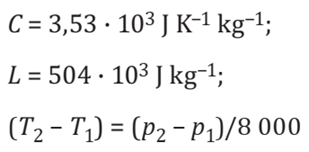 C = 3,53 · 10³ J K⁻¹ kg⁻¹;
L = 504 · 10³ J kg⁻¹;
(T₂ – T₁) = (p₂ – p₁)/8 000